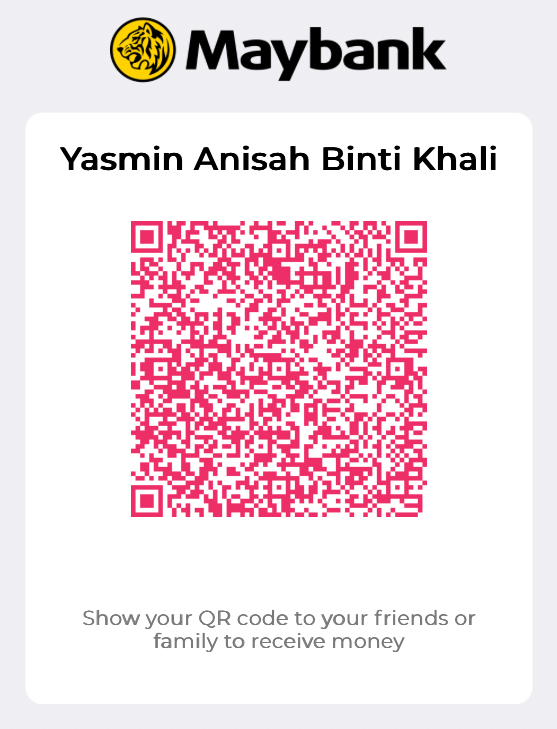 Maybank
Yasmin Anisah Binti Khali
Show your QR code to your friends or
family to receive money